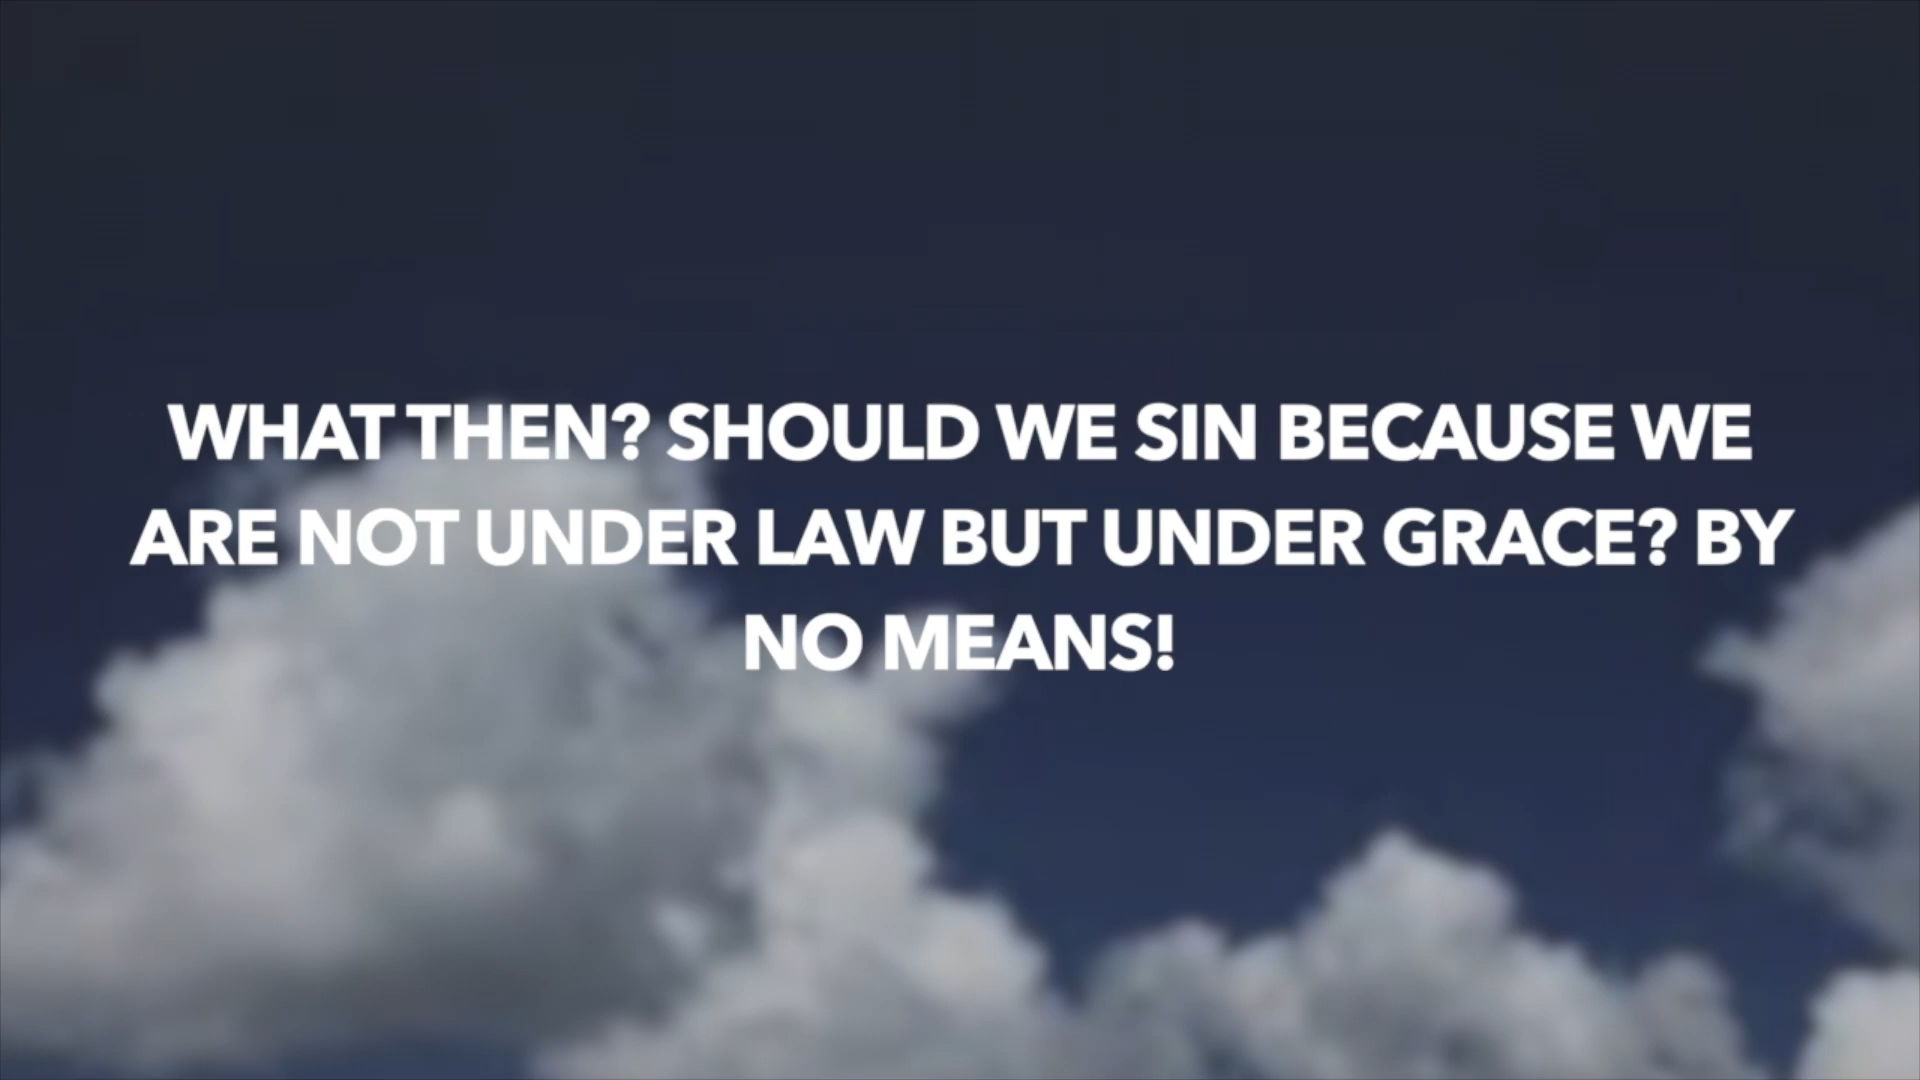 WHAT THEN? SHOULD WE SIN BECAUSE WE
ARE NOT UNDER LAW BUT UNDER GRACE? BY
NO MEANS!